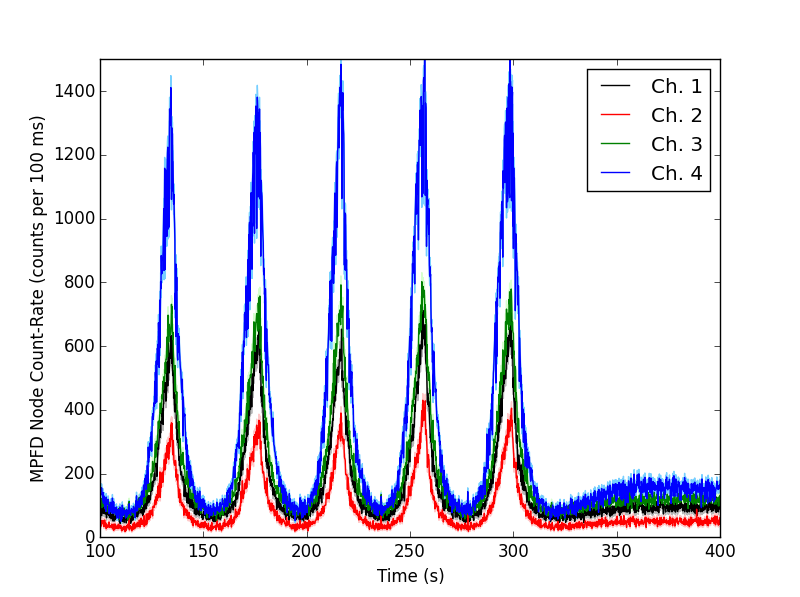 MPFD Node Count-Rate (counts per 100 ms)
1400
1200
1000
800
600
400
200
0
100
150
200
250
300
350
400
Time (s)
Ch. 1
Ch. 2
Ch. 3
Ch. 4